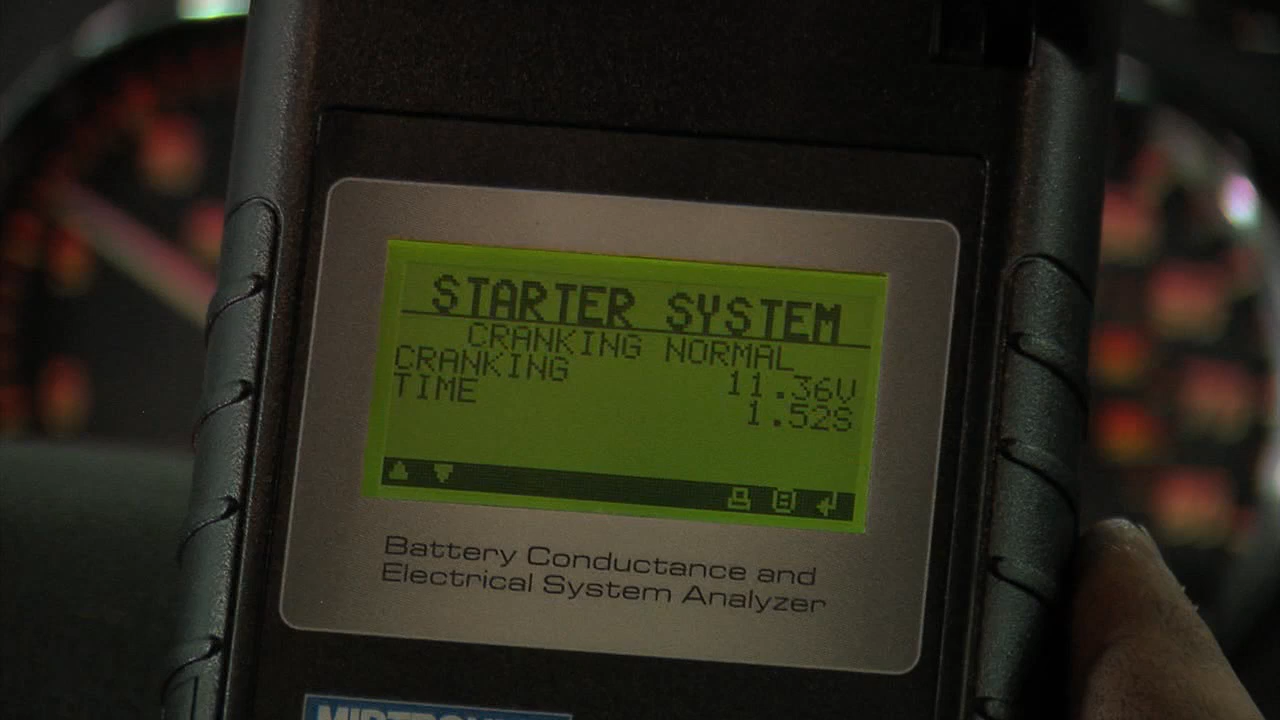 STARTER SYSTEM
CRANKING NORMAL
CRANKING 11.36V
TIME 1.52S
Battery Conductance and
Electrical System Analyzer